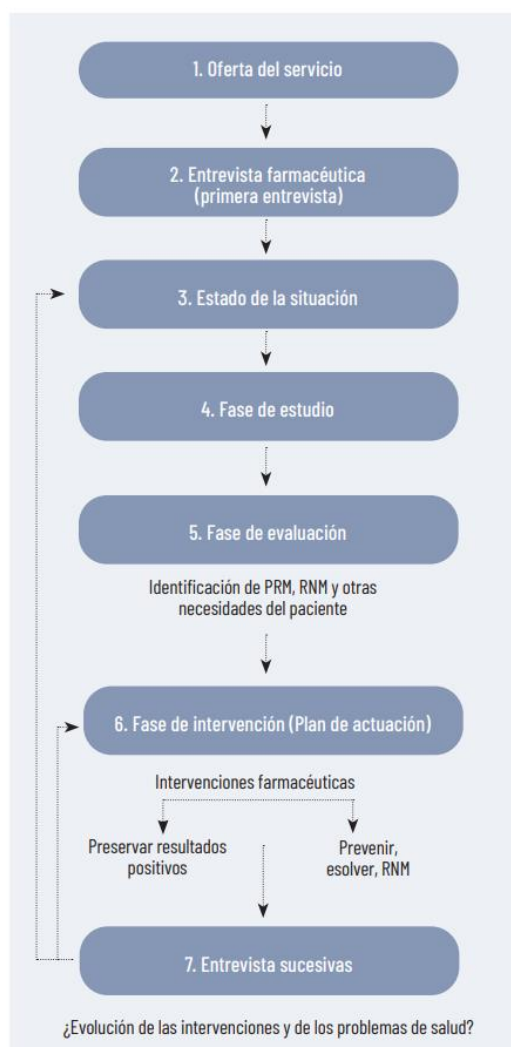 1. Oferta del servicio
2. Entrevista farmacéutica
(primera entrevista)
3. Estado de la situación
4. Fase de estudio
5. Fase de evaluación
Identificación de PRM, RNM y otras
necesidades del paciente
6. Fase de intervención (Plan de actuación)
Intervenciones farmacéuticas
Preservar resultados
positivos
Prevenir,
esolver, RNM
7. Entrevista sucesivas
¿Evolución de las intervenciones y de los problemas de salud?